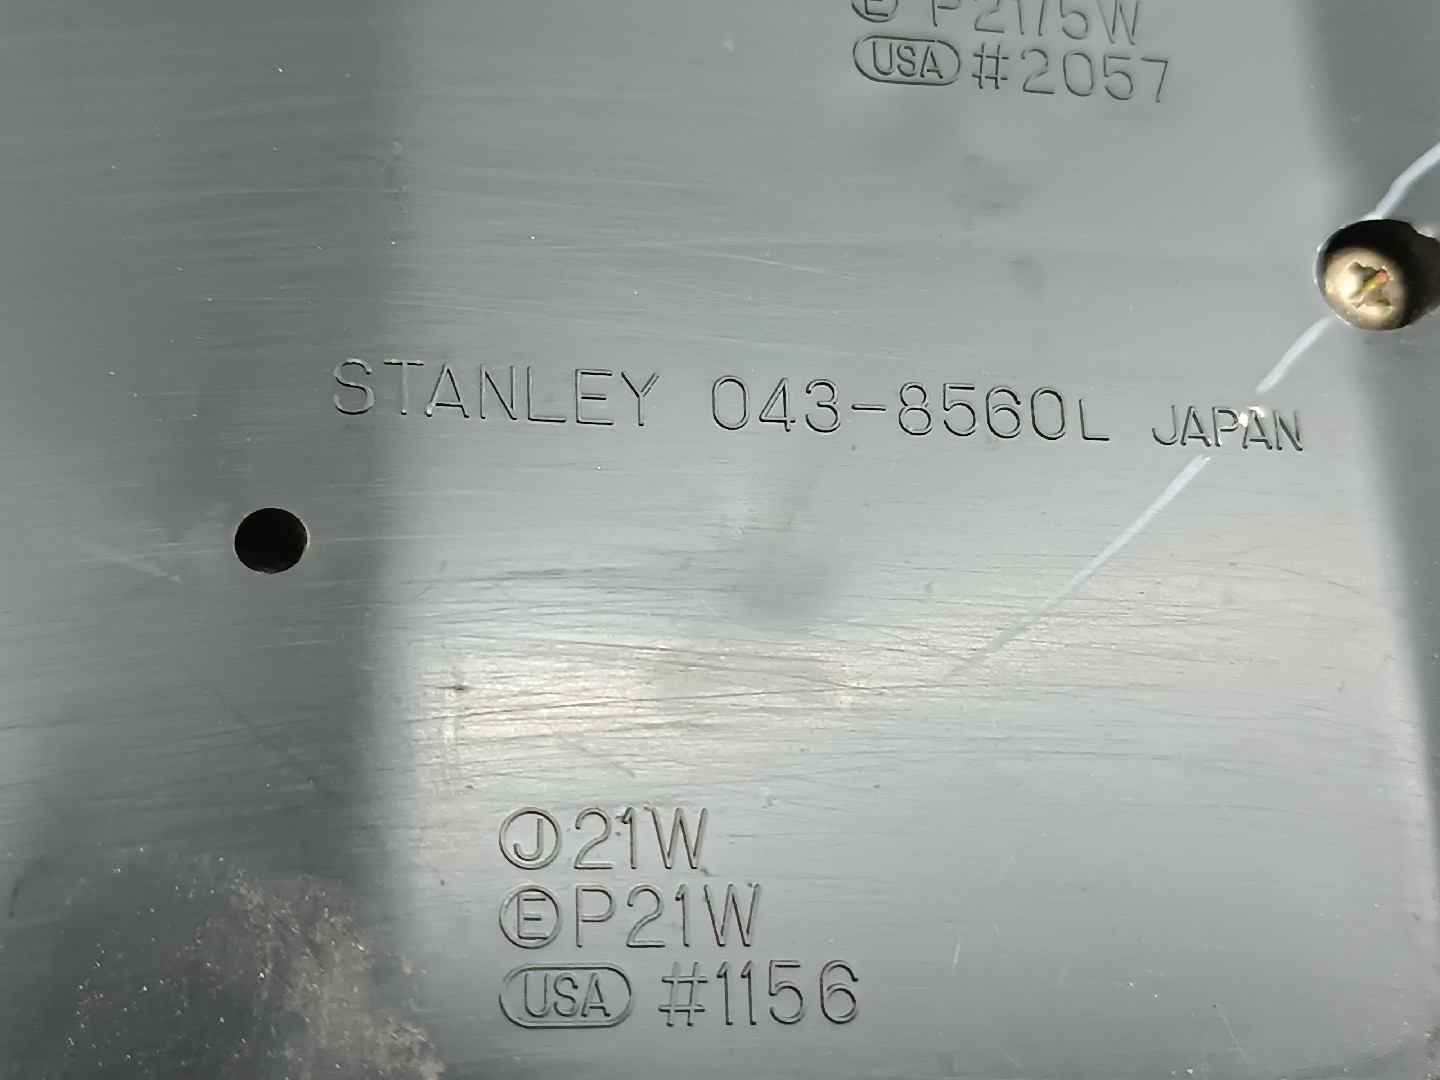 Ⓔ P21/5W
USA #2057
STANLEY 043-8560L JAPAN
Ⓙ 21W
Ⓔ P21W
USA #1156